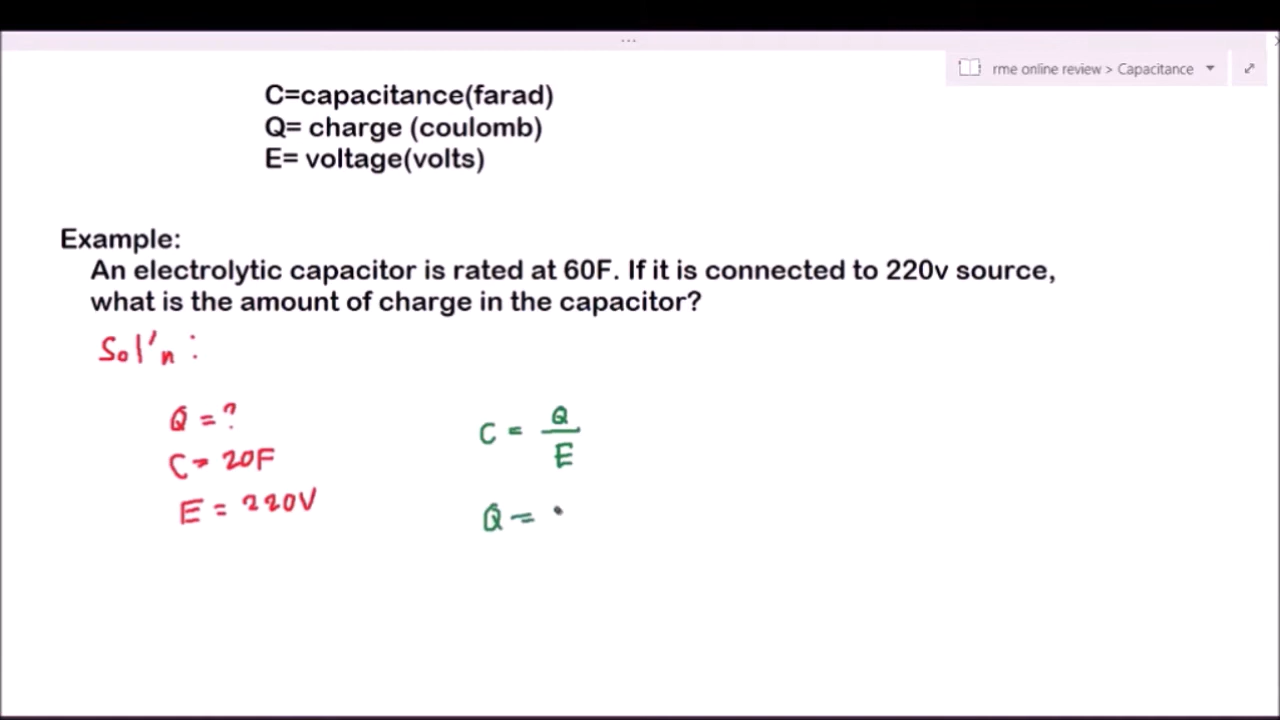 ...
rme online review > Capacitance
C=capacitance(farad)
Q= charge (coulomb)
E= voltage(volts)
Example:
An electrolytic capacitor is rated at 60F. If it is connected to 220v source,
what is the amount of charge in the capacitor?
Sol'n :
Q = ?
C = 20F
E = 220V
C = Q/E
Q =